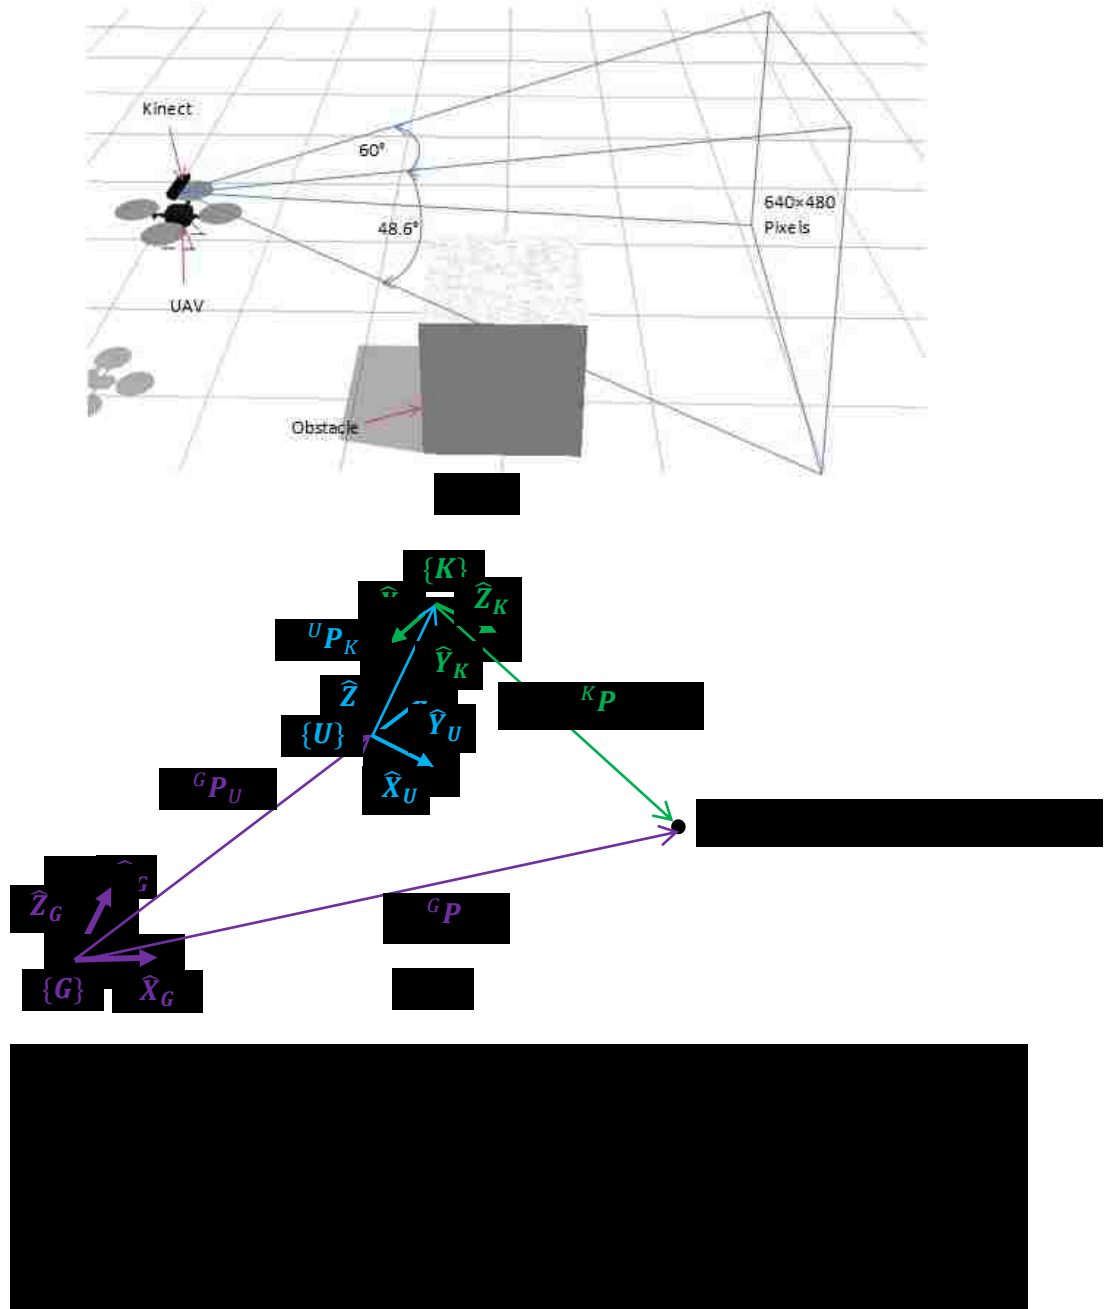 Kinect
60°
640×480
Pixels
48.6°
UAV
Obstacle
{K}
Ẑ_K
^U P_K
Ŷ_K
^K P
Ẑ
{U}
Ŷ_U
X̂_U
^G P_U
Ẑ_G
^G P
{G}
X̂_G